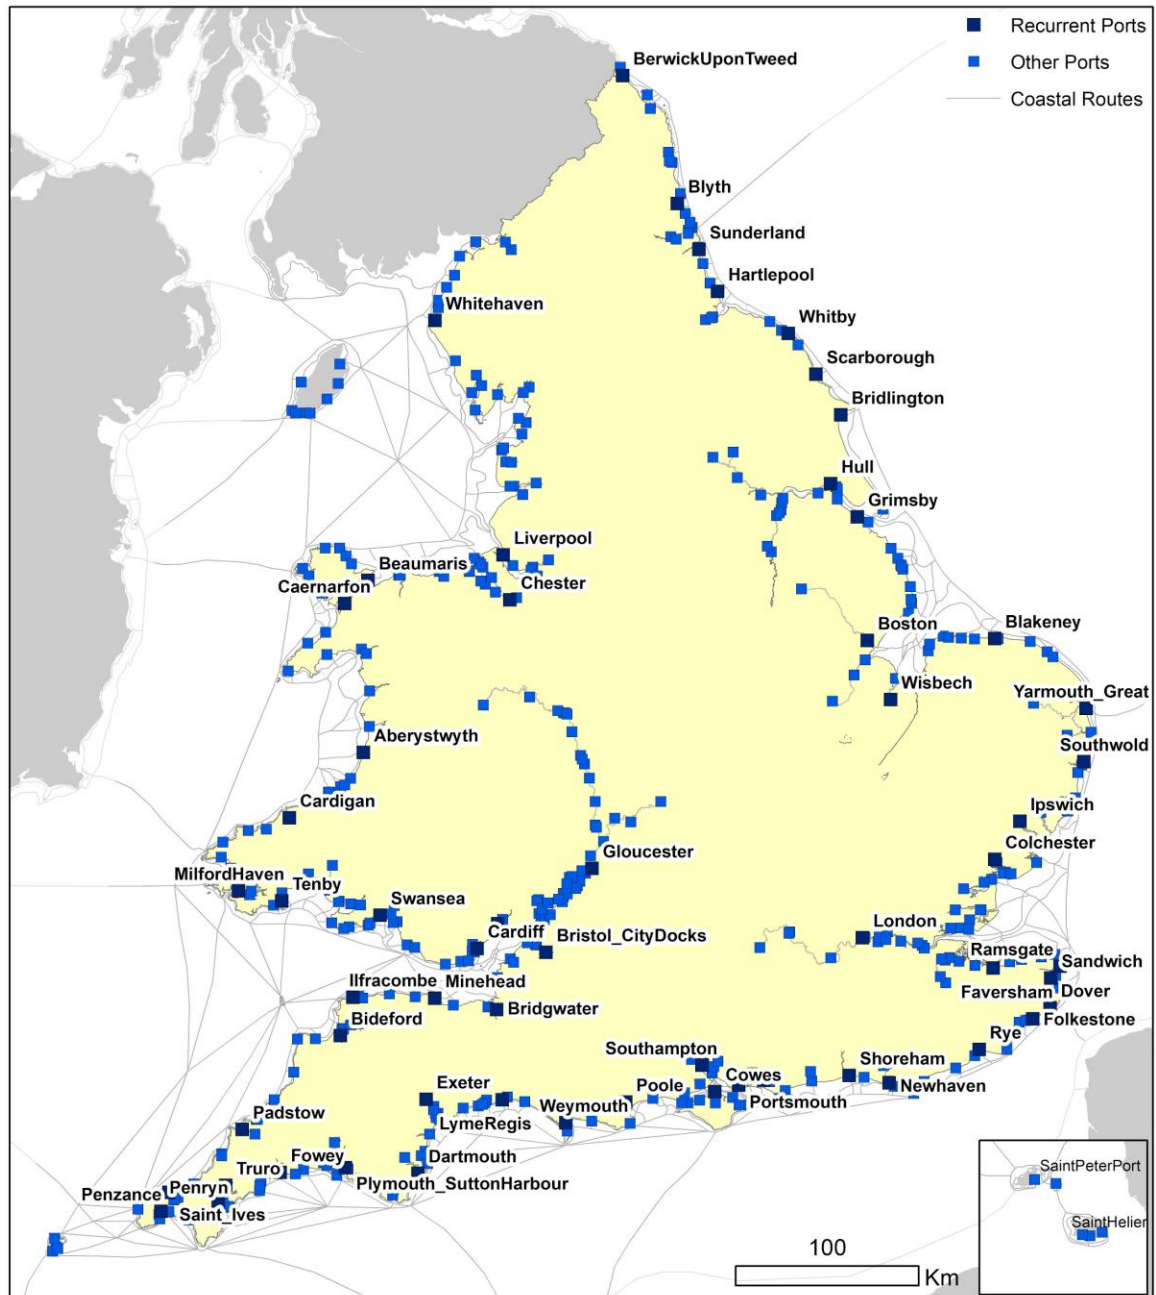 Recurrent Ports
Other Ports
Coastal Routes
BerwickUponTweed
Blyth
Sunderland
Hartlepool
Whitehaven
Whitby
Scarborough
Bridlington
Hull
Grimsby
Liverpool
Beaumaris
Chester
Caernarfon
Boston
Blakeney
Wisbech
Yarmouth_Great
Aberystwyth
Southwold
Cardigan
Ipswich
Gloucester
Colchester
MilfordHaven
Tenby
Swansea
London
Cardiff
Bristol_CityDocks
Ramsgate
Sandwich
Ilfracombe
Minehead
Faversham
Dover
Bridgwater
Bideford
Folkestone
Rye
Southampton
Shoreham
Exeter
Poole
Cowes
Newhaven
Weymouth
Portsmouth
Padstow
LymeRegis
Dartmouth
Fowey
Truro
Plymouth_SuttonHarbour
Penzance
Penryn
Saint_Ives
SaintPeterPort
SaintHelier
100
Km